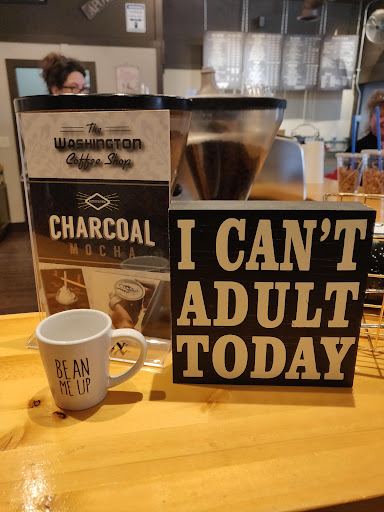 The
WASHINGTON
Coffee Shop
CHARCOAL
MOCHA
I CAN'T
ADULT
TODAY
BEAN
ME UP